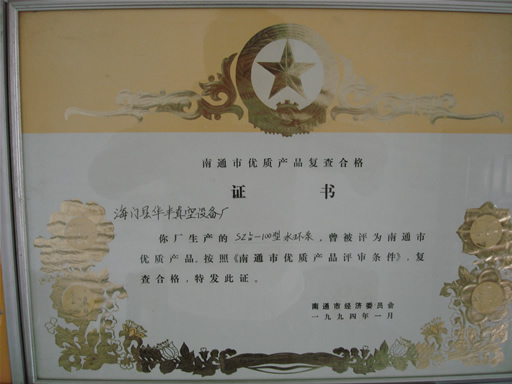 南通市优质产品复查合格
证书
海门县华丰真空设备厂
你厂生产的SZ5-100型水环泵，曾被评为南通市
优质产品。按照《南通市优质产品评审条件》，复
查合格，特发此证。
南通市经济委员会
一九九四年一月